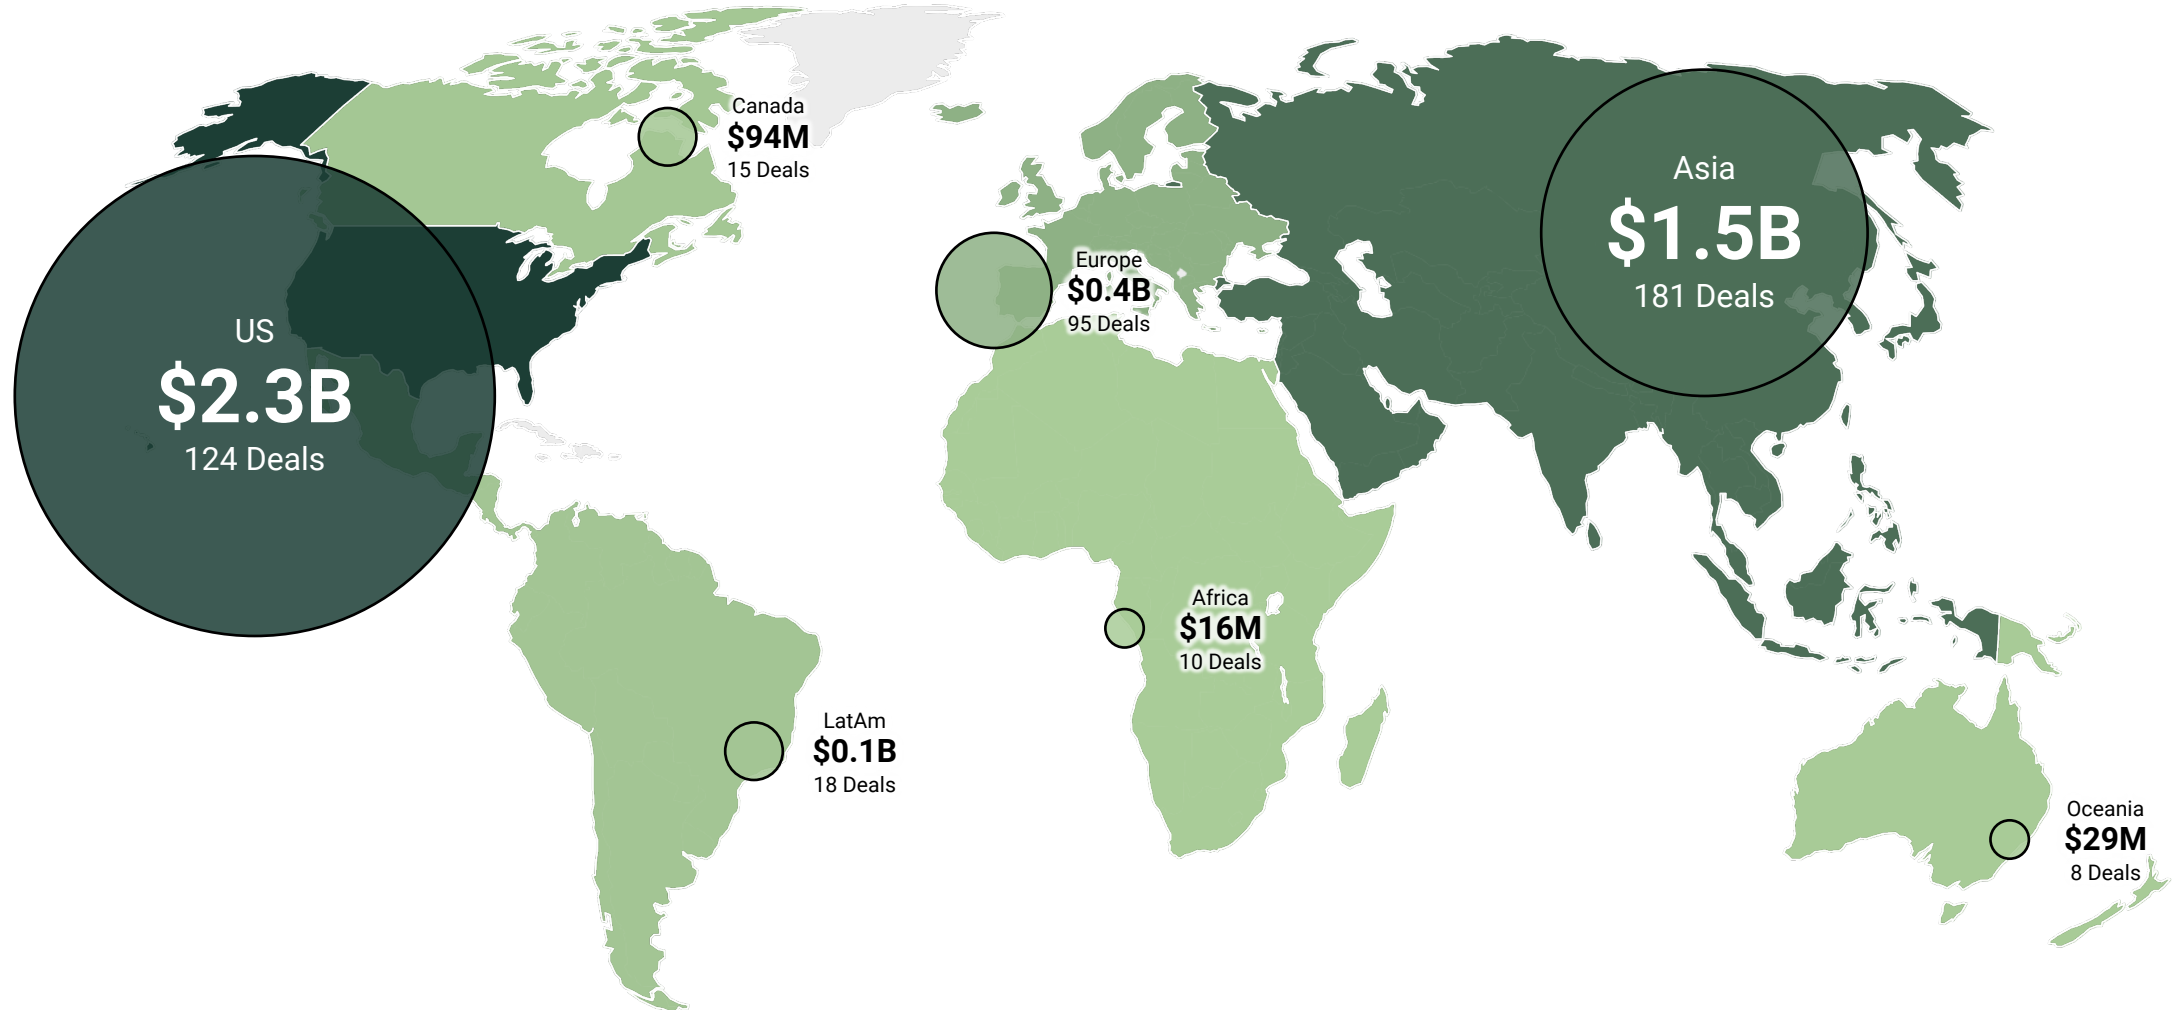 Canada
$94M
15 Deals
Asia
$1.5B
181 Deals
Europe
$0.4B
95 Deals
US
$2.3B
124 Deals
Africa
$16M
10 Deals
LatAm
$0.1B
18 Deals
Oceania
$29M
8 Deals